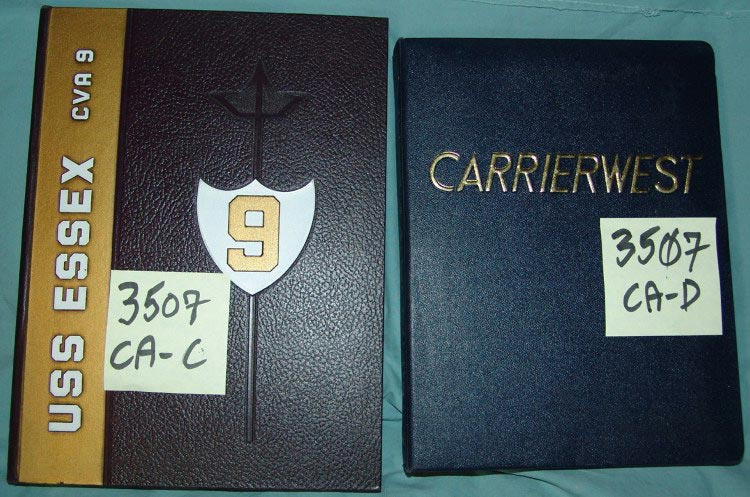 USS ESSEX CVA 9
9
3507
CA-C
CARRIERWEST
3507
CA-D